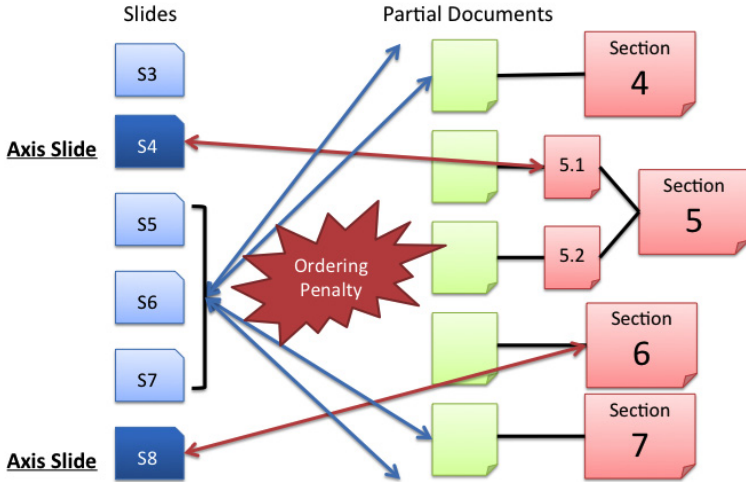 Slides
Partial Documents
S3
Section
4
Axis Slide
S4
5.1
S5
Section
5
Ordering
Penalty
5.2
S6
Section
6
S7
Section
7
Axis Slide
S8